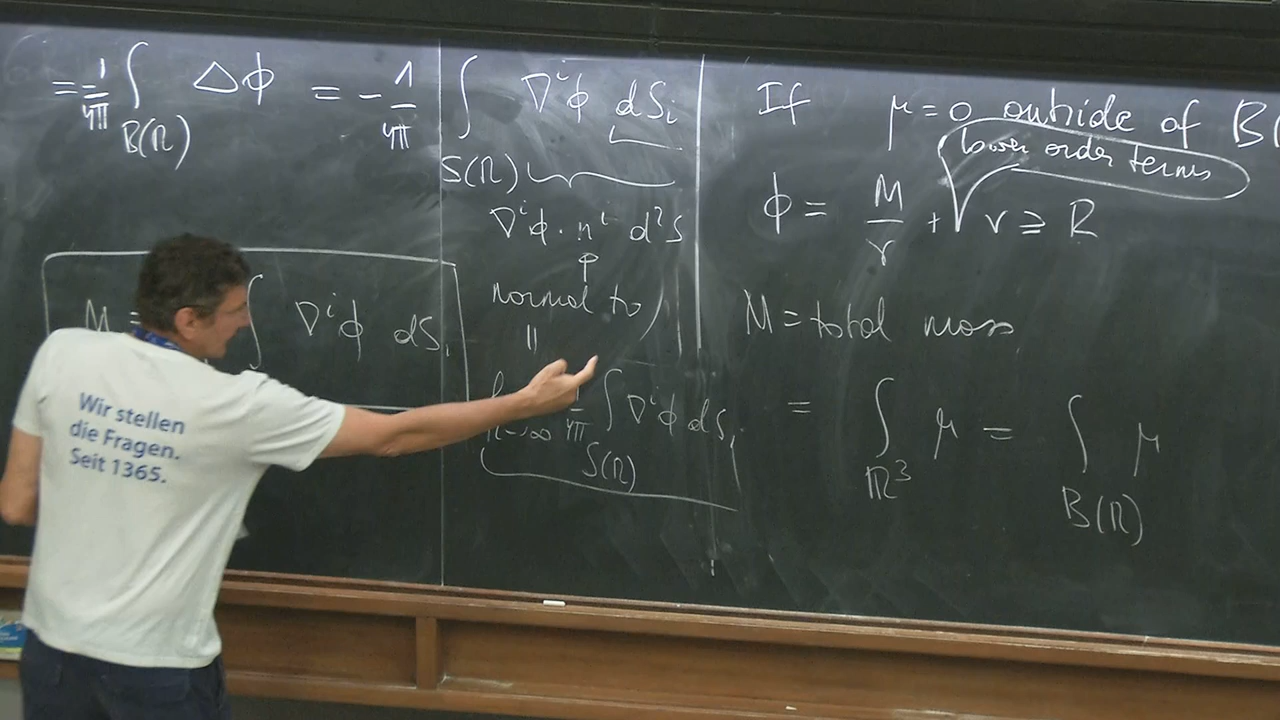 = -1/4π ∫_{B(R)} Δϕ = -1/4π ∫_{S(R)} ∇ⁱϕ dSᵢ
∇ⁱϕ · nⁱ d²S
normal to
||
lim_{R→∞} -1/4π ∫_{S(R)} ∇ⁱϕ dSᵢ
M = ∫ ∇ⁱϕ dSᵢ
If μ = 0 outside of B(
lower order terms
ϕ = M/r + √ r ≥ R
M = total mass
= ∫_{ℝ³} μ = ∫_{B(R)} μ
Wir stellen
die Fragen.
Seit 1365.